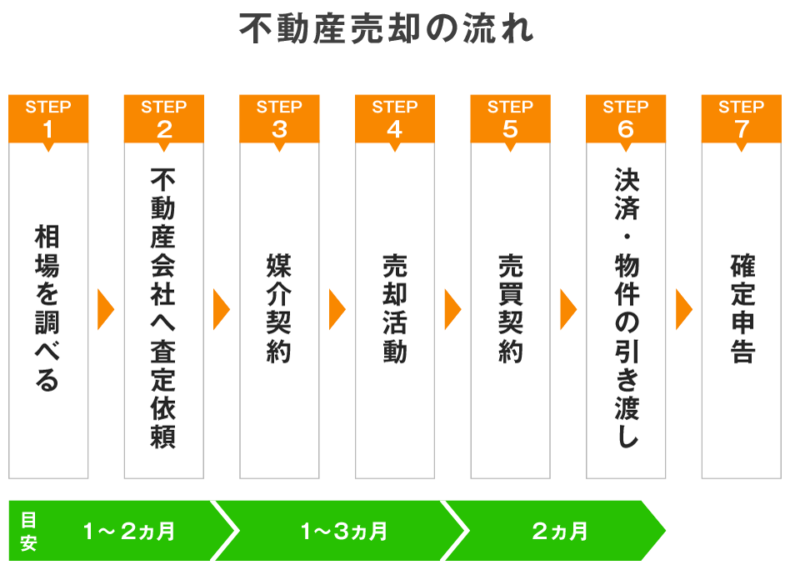 不動産売却の流れ
STEP
1
相場を調べる
STEP
2
不動産会社へ査定依頼
STEP
3
媒介契約
STEP
4
売却活動
STEP
5
売買契約
STEP
6
決済・物件の引き渡し
STEP
7
確定申告
目安
1〜2ヵ月
1〜3ヵ月
2ヵ月